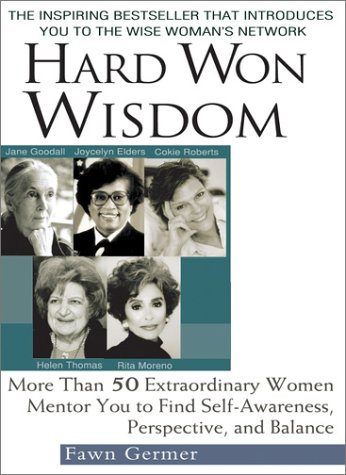 THE INSPIRING BESTSELLER THAT INTRODUCES
YOU TO THE WISE WOMAN'S NETWORK
HARD WON
WISDOM
Jane Goodall Joycelyn Elders Cokie Roberts
Helen Thomas Rita Moreno
More Than 50 Extraordinary Women
Mentor You to Find Self-Awareness,
Perspective, and Balance
Fawn Germer